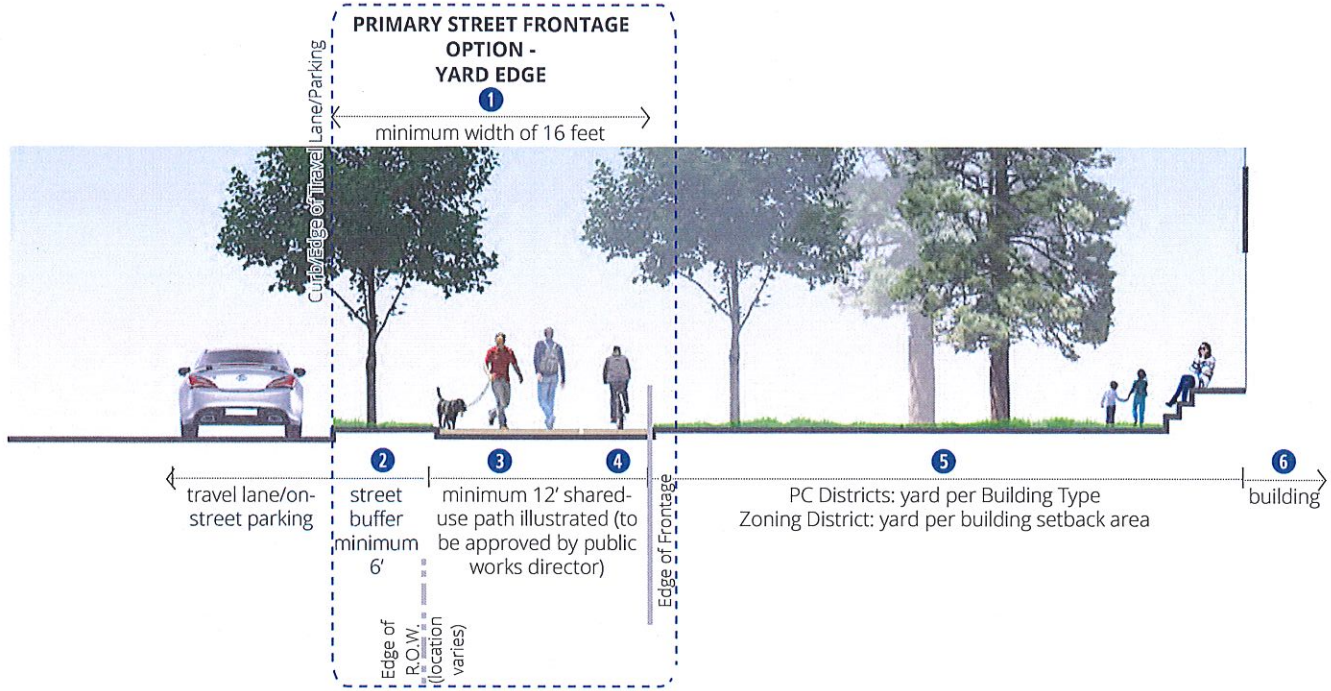 PRIMARY STREET FRONTAGE
OPTION -
YARD EDGE
1
minimum width of 16 feet
Curb/Edge of Travel Lane/Parking
2
3
4
5
6
travel lane/on-
street parking
street
buffer
minimum
6'
minimum 12' shared-
use path illustrated (to
be approved by public
works director)
PC Districts: yard per Building Type
Zoning District: yard per building setback area
building
Edge of Frontage
Edge of
R.O.W.
(location
varies)